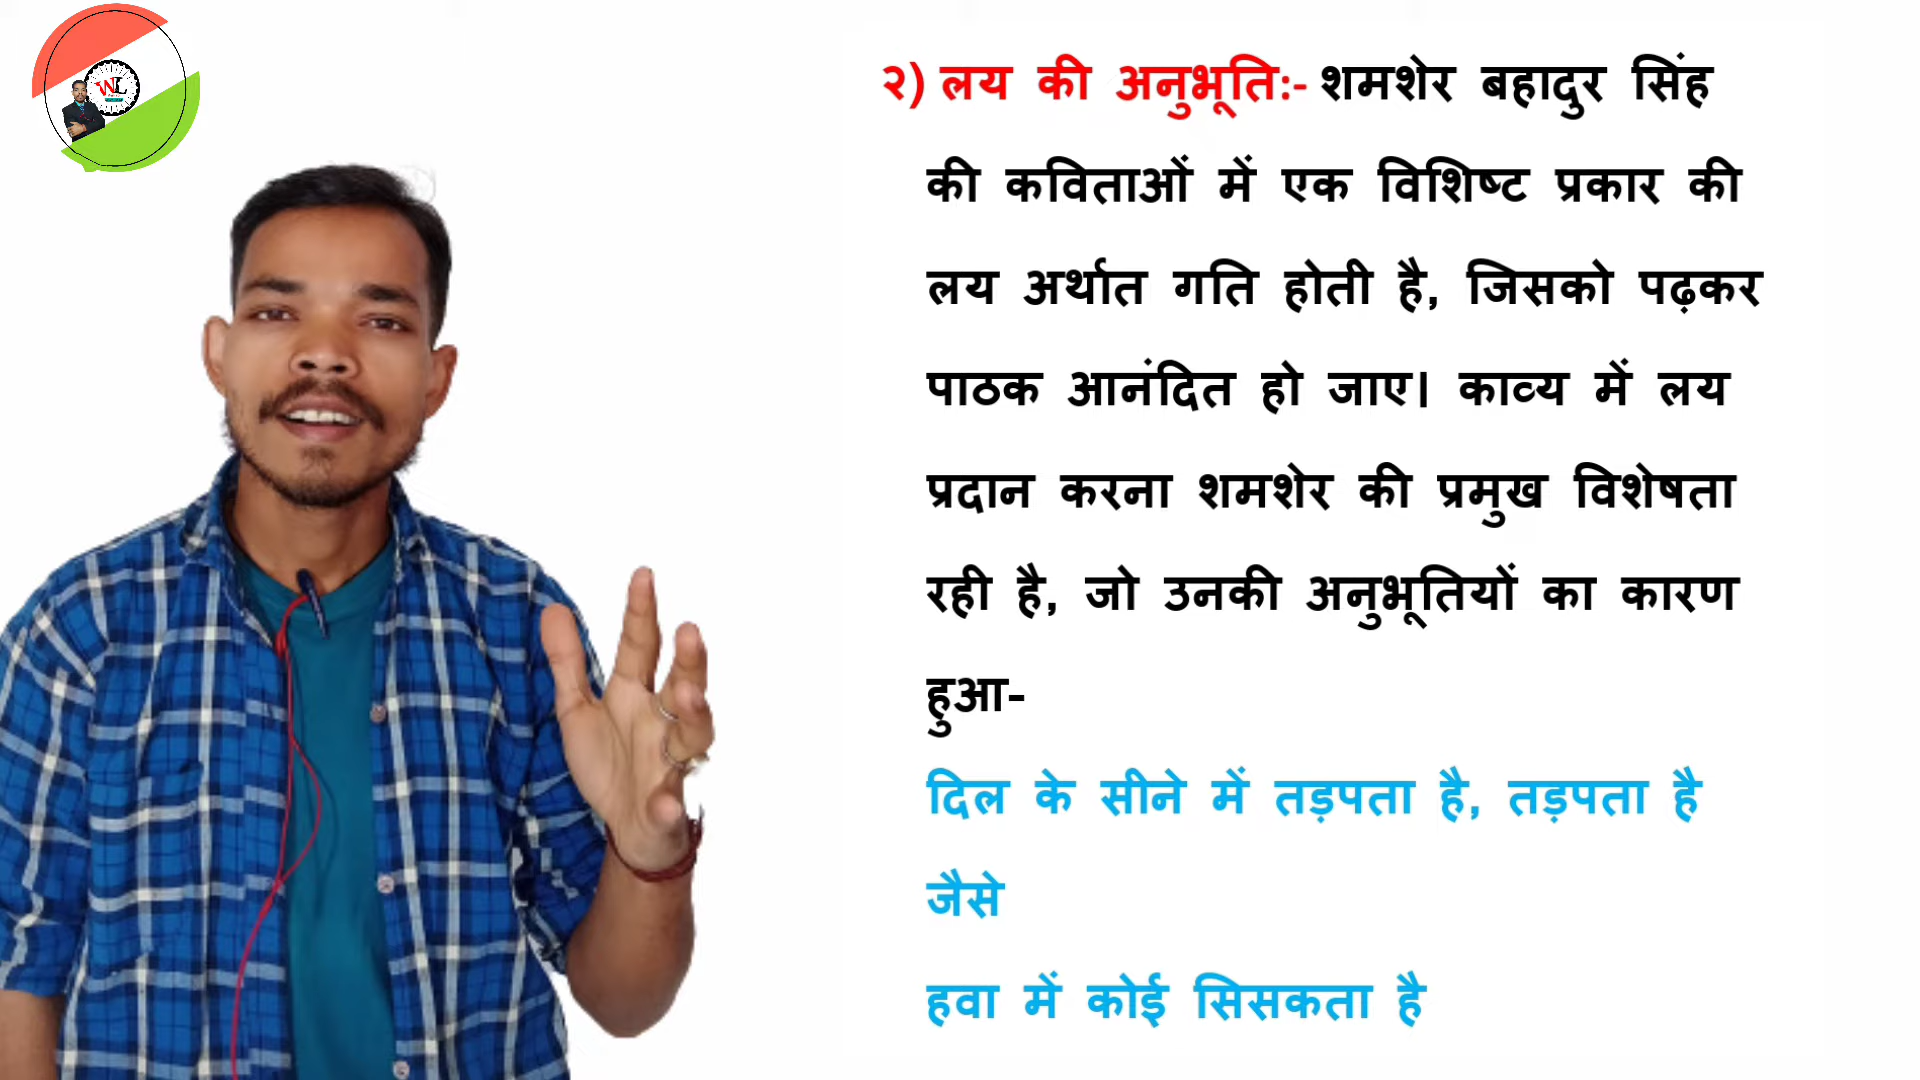 २) लय की अनुभूति:- शमशेर बहादुर सिंह
की कविताओं में एक विशिष्ट प्रकार की
लय अर्थात गति होती है, जिसको पढ़कर
पाठक आनंदित हो जाए। काव्य में लय
प्रदान करना शमशेर की प्रमुख विशेषता
रही है, जो उनकी अनुभूतियों का कारण
हुआ-
दिल के सीने में तड़पता है, तड़पता है
जैसे
हवा में कोई सिसकता है